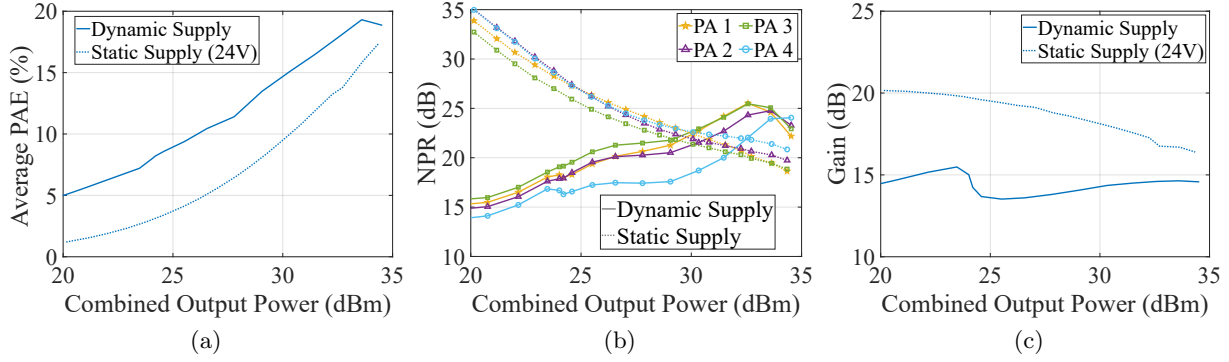 20
15
10
5
0
Average PAE (%)
Dynamic Supply
Static Supply (24V)
20 25 30 35
Combined Output Power (dBm)
(a)
35
30
25
20
15
10
NPR (dB)
PA 1 PA 3
PA 2 PA 4
Dynamic Supply
Static Supply
20 25 30 35
Combined Output Power (dBm)
(b)
25
20
15
10
Gain (dB)
Dynamic Supply
Static Supply (24V)
20 25 30 35
Combined Output Power (dBm)
(c)